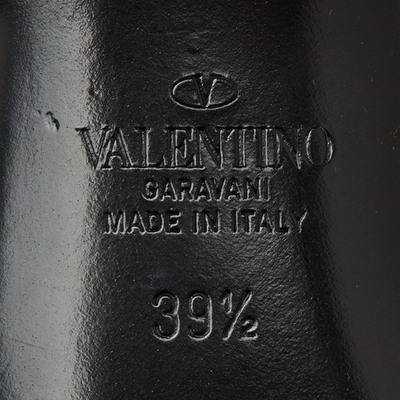 V
VALENTINO
GARAVANI
MADE IN ITALY
39½